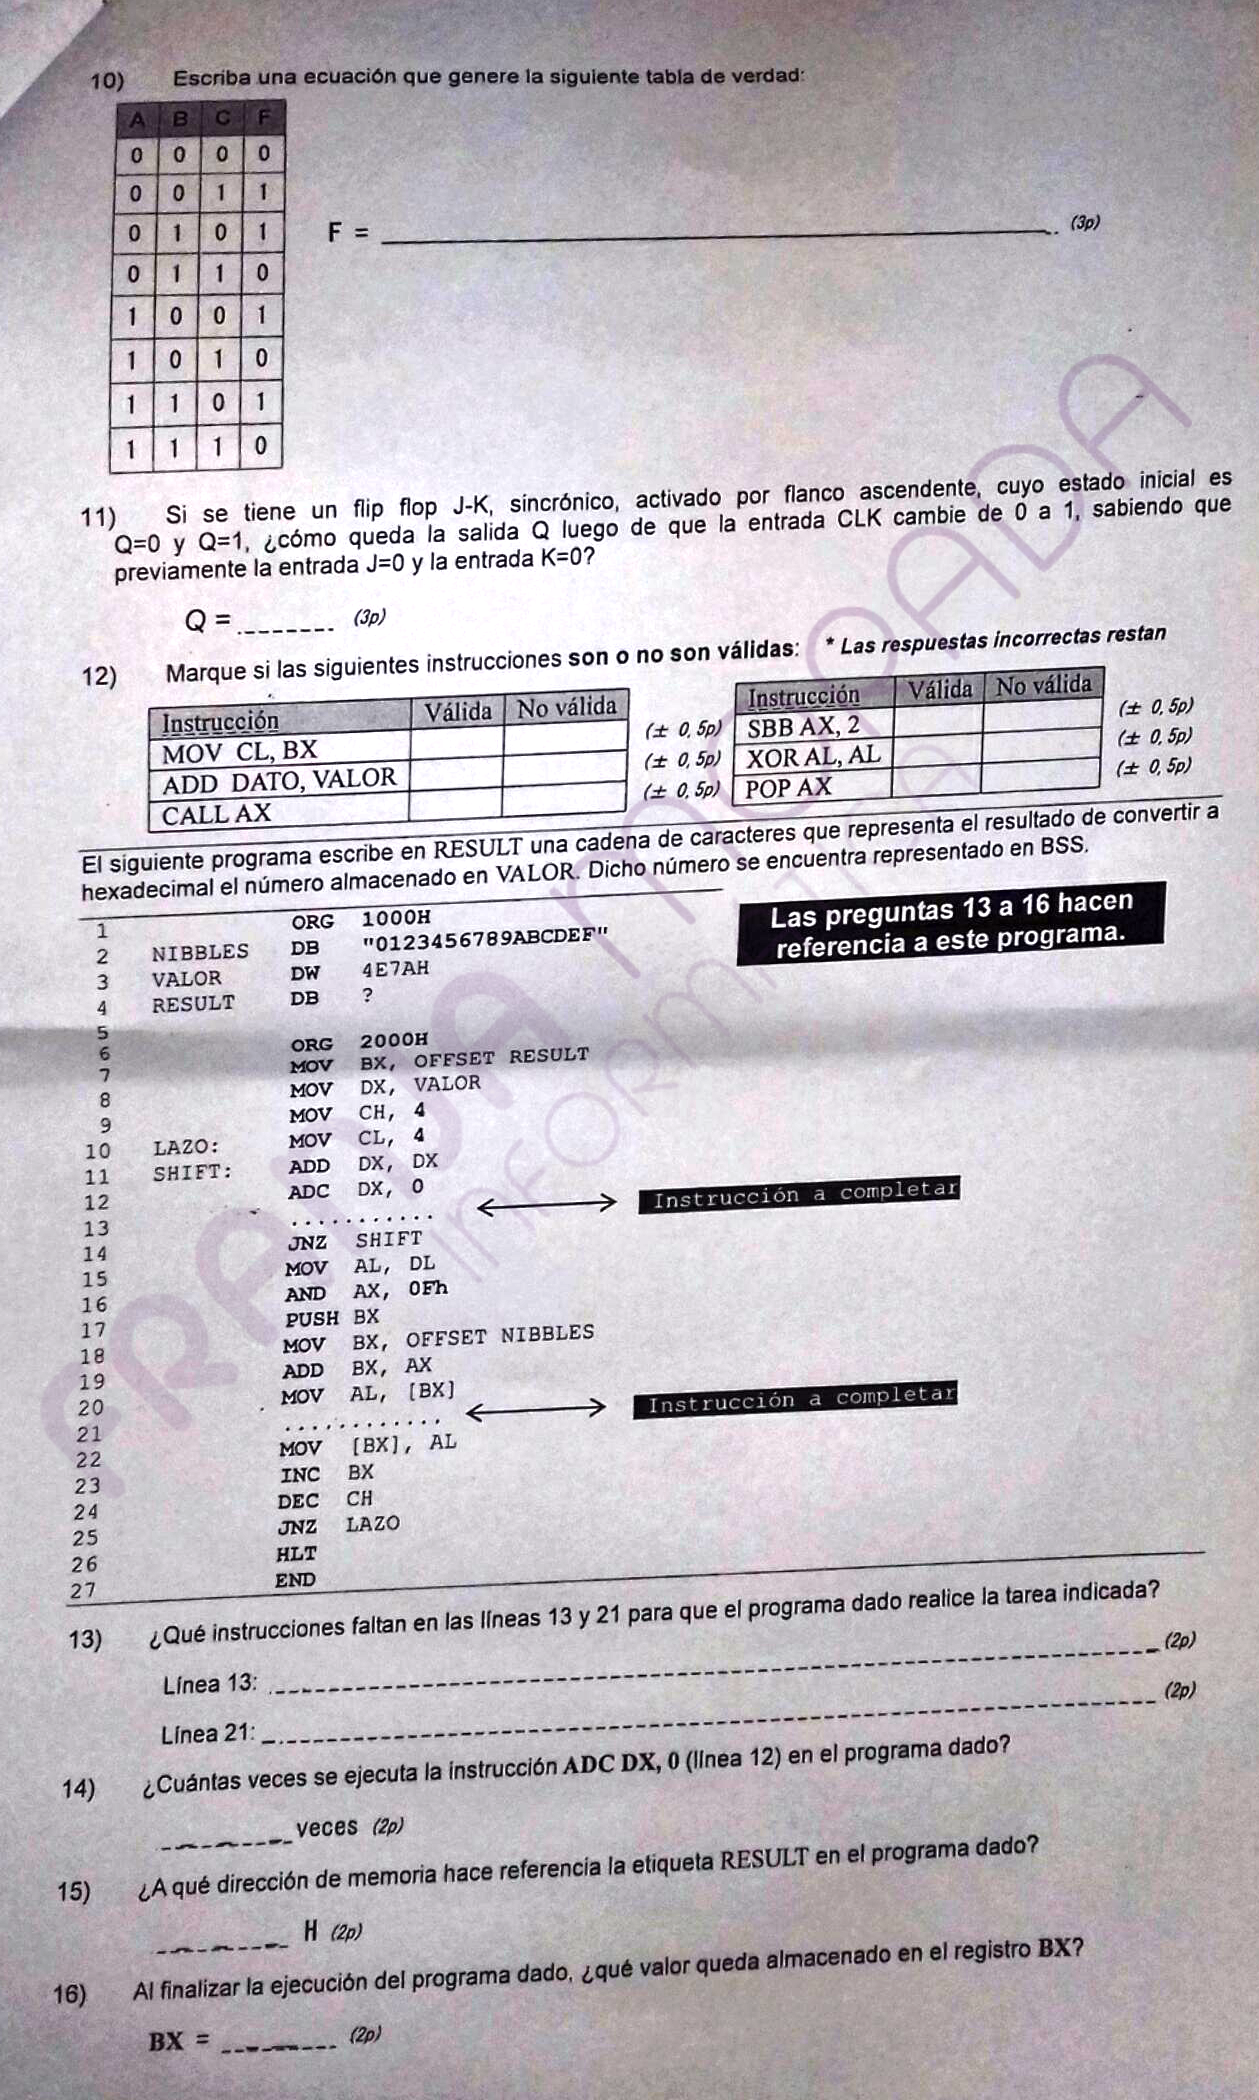 10) Escriba una ecuación que genere la siguiente tabla de verdad:
A B C F
0 0 0 0
0 0 1 1
0 1 0 1
0 1 1 0
1 0 0 1
1 0 1 0
1 1 0 1
1 1 1 0
F = ____________________. (3p)
11) Si se tiene un flip flop J-K, sincrónico, activado por flanco ascendente, cuyo estado inicial es
Q=0 y Q=1, ¿cómo queda la salida Q luego de que la entrada CLK cambie de 0 a 1, sabiendo que
previamente la entrada J=0 y la entrada K=0?
Q = ________ (3p)
12) Marque si las siguientes instrucciones son o no son válidas: * Las respuestas incorrectas restan
Instrucción Válida No válida
MOV CL, BX (± 0,5p)
ADD DATO, VALOR (± 0,5p)
CALL AX (± 0,5p)
Instrucción Válida No válida
SBB AX, 2 (± 0,5p)
XOR AL, AL (± 0,5p)
POP AX (± 0,5p)
El siguiente programa escribe en RESULT una cadena de caracteres que representa el resultado de convertir a
hexadecimal el número almacenado en VALOR. Dicho número se encuentra representado en BSS.
Las preguntas 13 a 16 hacen
referencia a este programa.
1 ORG 1000H
2 NIBBLES DB "0123456789ABCDEF"
3 VALOR DW 4E7AH
4 RESULT DB ?
5
6 ORG 2000H
7 MOV BX, OFFSET RESULT
8 MOV DX, VALOR
9 MOV CH, 4
10 LAZO: MOV CL, 4
11 SHIFT: ADD DX, DX
12 ADC DX, 0
13 ........... Instrucción a completar
14 JNZ SHIFT
15 MOV AL, DL
16 AND AX, 0Fh
17 PUSH BX
18 MOV BX, OFFSET NIBBLES
19 ADD BX, AX
20 MOV AL, [BX]
21 ............ Instrucción a completar
22 MOV [BX], AL
23 INC BX
24 DEC CH
25 JNZ LAZO
26 HLT
27 END
13) ¿Qué instrucciones faltan en las líneas 13 y 21 para que el programa dado realice la tarea indicada?
Línea 13: ____________________ (2p)
Línea 21: ____________________ (2p)
14) ¿Cuántas veces se ejecuta la instrucción ADC DX, 0 (línea 12) en el programa dado?
________ veces (2p)
15) ¿A qué dirección de memoria hace referencia la etiqueta RESULT en el programa dado?
________ H (2p)
16) Al finalizar la ejecución del programa dado, ¿qué valor queda almacenado en el registro BX?
BX = ________ (2p)
FRANJA MORADA
INFORMÁTICA